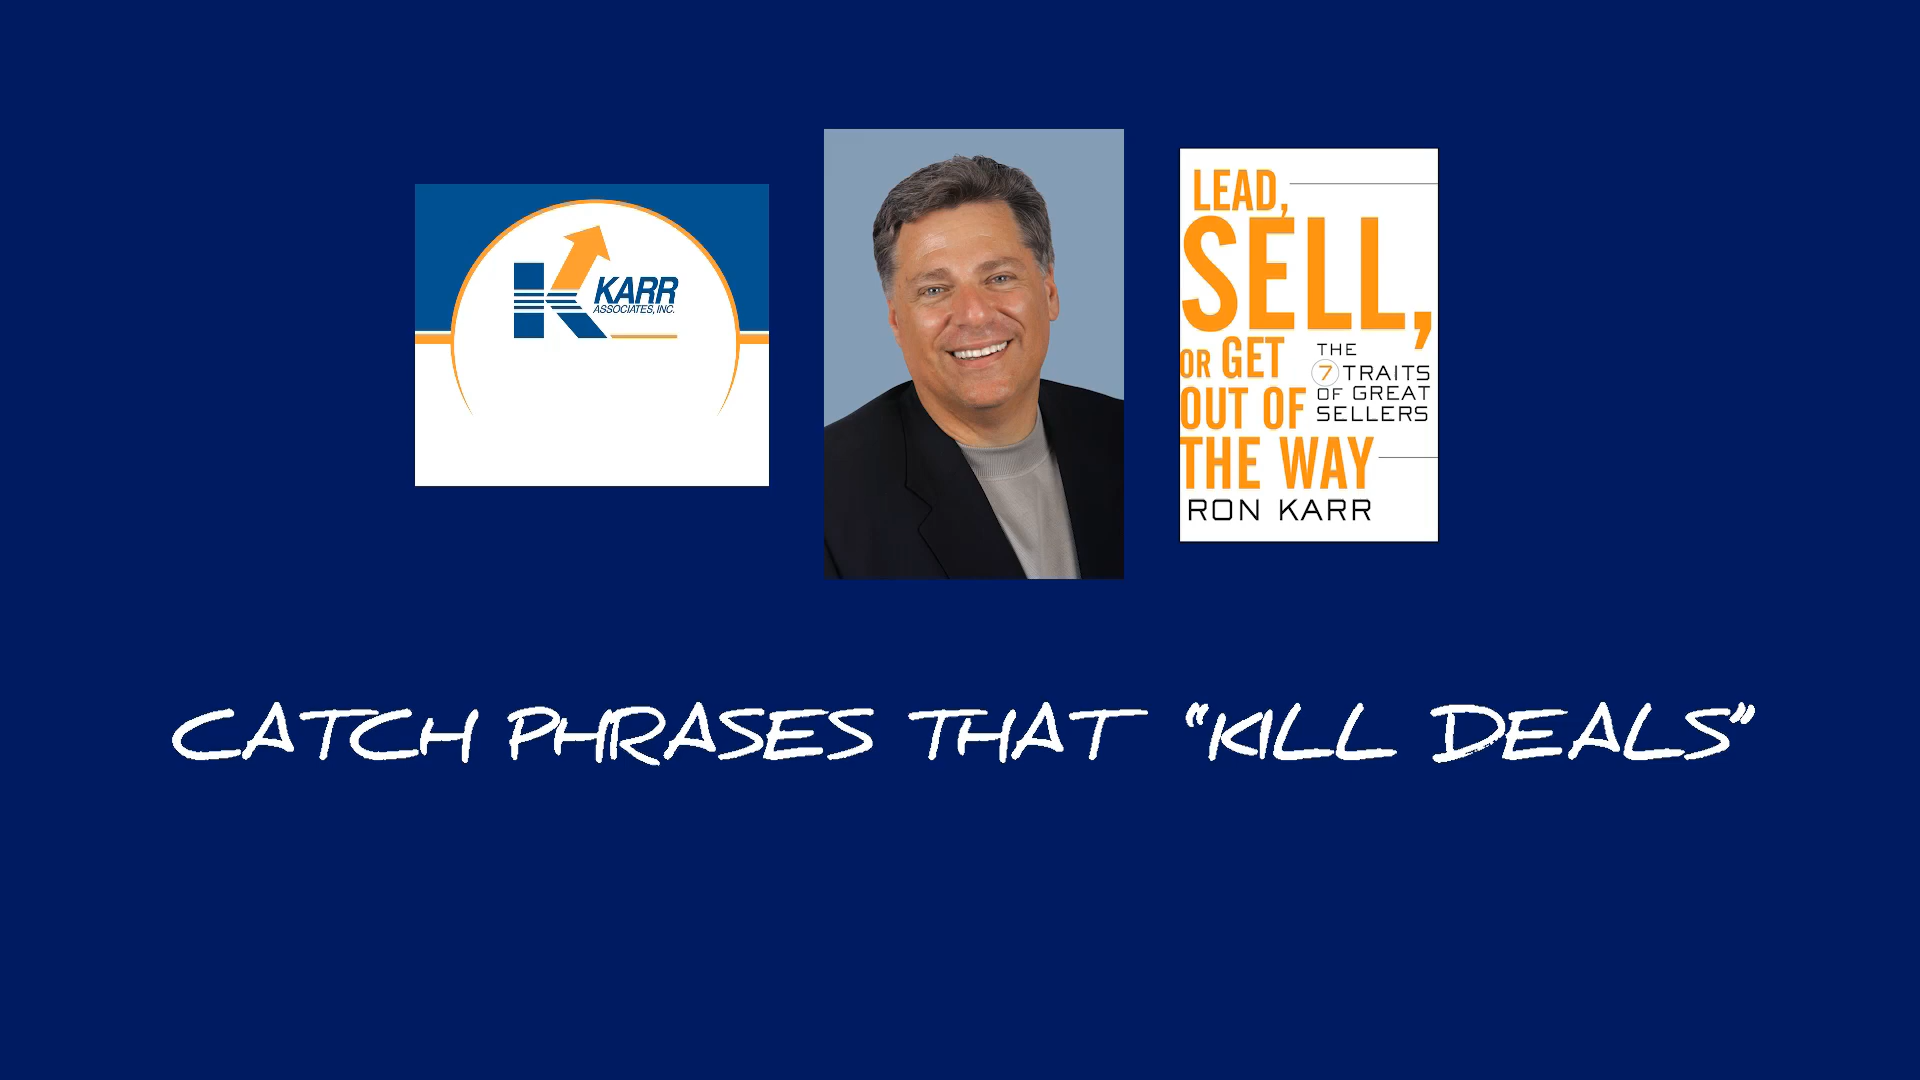 KARR
ASSOCIATES, INC.
LEAD,
SELL,
OR GET
OUT OF
THE WAY
THE
7 TRAITS
OF GREAT
SELLERS
RON KARR
CATCH PHRASES THAT "KILL DEALS"